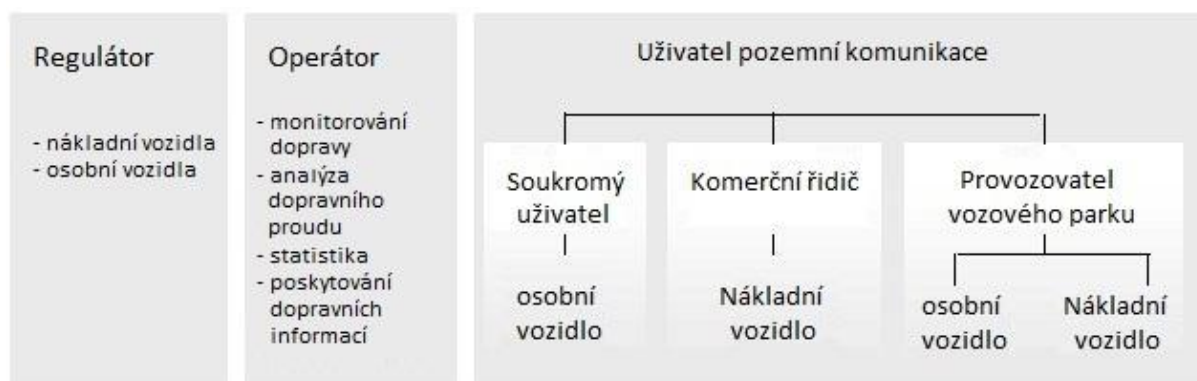 Regulátor
- nákladní vozidla
- osobní vozidla
Operátor
- monitorování
dopravy
- analýza
dopravního
proudu
- statistika
- poskytování
dopravních
informací
Uživatel pozemní komunikace
Soukromý
uživatel
osobní
vozidlo
Komerční řidič
Nákladní
vozidlo
Provozovatel
vozového parku
osobní
vozidlo
Nákladní
vozidlo